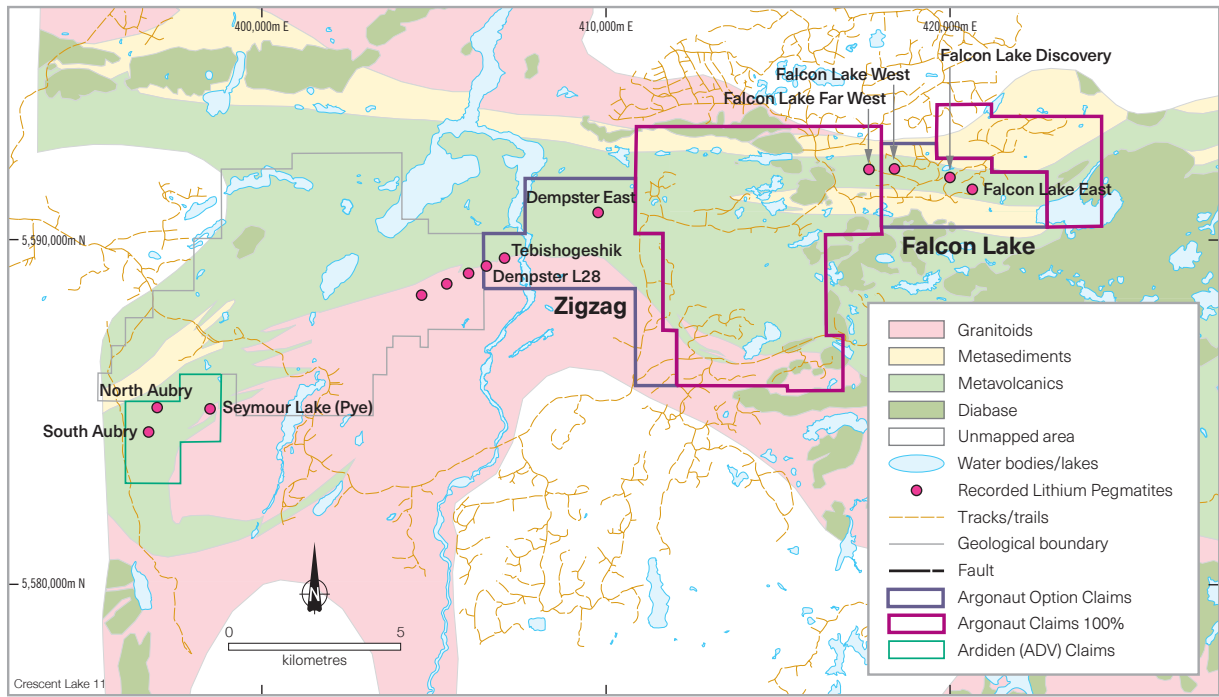 400,000m E
410,000m E
420,000m E
Falcon Lake Discovery
Falcon Lake West
Falcon Lake Far West
Dempster East
Falcon Lake East
5,590,000m N
Tebishogeshik
Falcon Lake
Dempster L28
Zigzag
North Aubry
Seymour Lake (Pye)
South Aubry
Granitoids
Metasediments
Metavolcanics
Diabase
Unmapped area
Water bodies/lakes
Recorded Lithium Pegmatites
Tracks/trails
Geological boundary
Fault
Argonaut Option Claims
Argonaut Claims 100%
Ardiden (ADV) Claims
5,580,000m N
N
0 5
kilometres
Crescent Lake 11